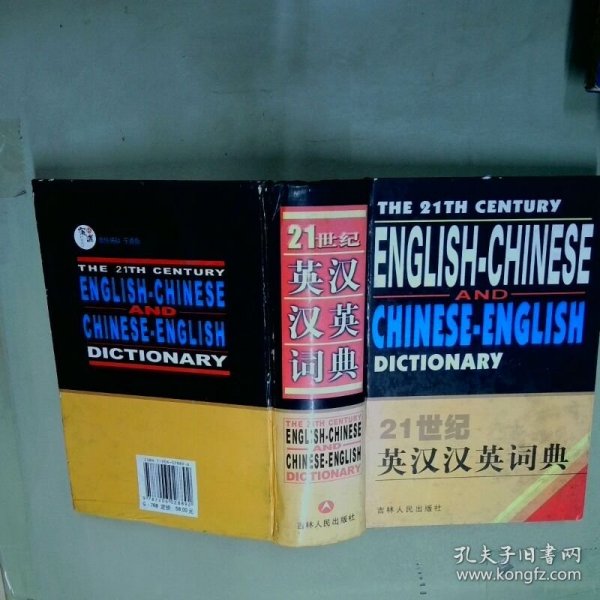 THE 21TH CENTURY
ENGLISH-CHINESE
AND
CHINESE-ENGLISH
DICTIONARY
21世纪
英汉
汉英
词典
THE 21TH CENTURY
ENGLISH-CHINESE
AND
CHINESE-ENGLISH
DICTIONARY
吉林人民出版社
THE 21TH CENTURY
ENGLISH-CHINESE
AND
CHINESE-ENGLISH
DICTIONARY
21世纪
英汉汉英词典
吉林人民出版社
孔夫子旧书网
www.kongfz.com